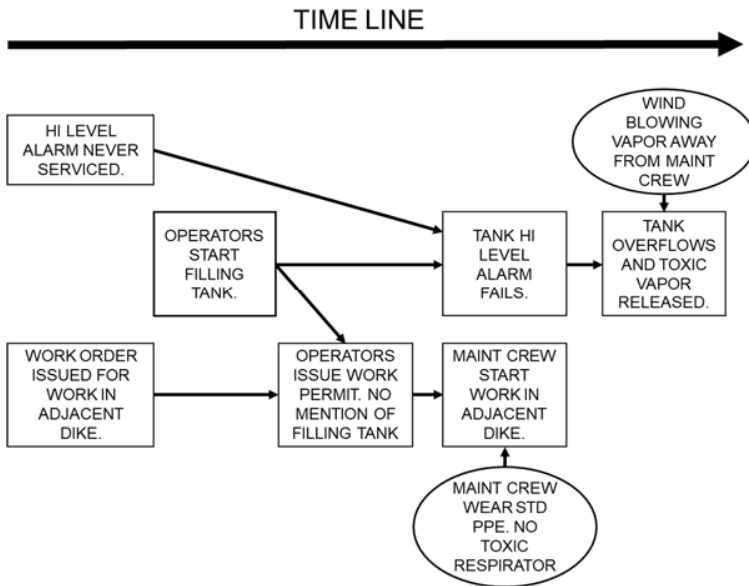 TIME LINE
WIND
BLOWING
VAPOR AWAY
FROM MAINT
CREW
HI LEVEL
ALARM NEVER
SERVICED.
OPERATORS
START
FILLING
TANK.
TANK HI
LEVEL
ALARM
FAILS.
TANK
OVERFLOWS
AND TOXIC
VAPOR
RELEASED.
WORK ORDER
ISSUED FOR
WORK IN
ADJACENT
DIKE.
OPERATORS
ISSUE WORK
PERMIT. NO
MENTION OF
FILLING TANK
MAINT CREW
START
WORK IN
ADJACENT
DIKE.
MAINT CREW
WEAR STD
PPE. NO
TOXIC
RESPIRATOR